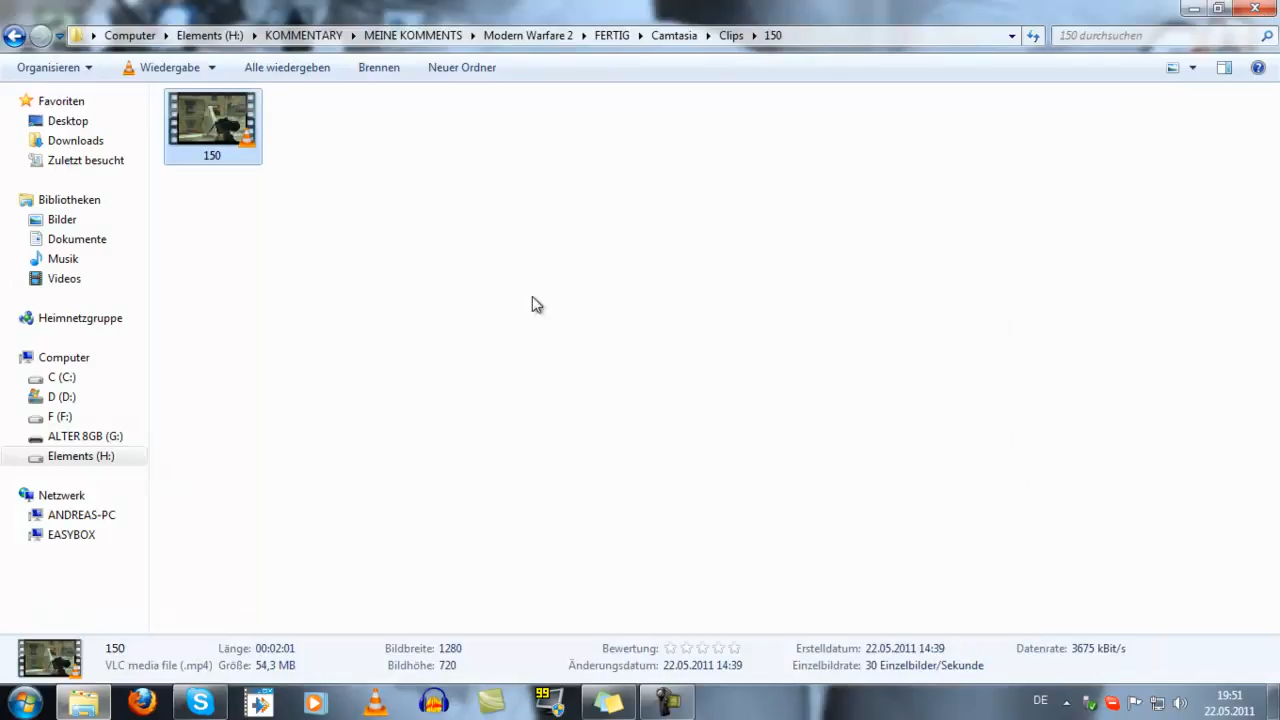 Computer Elements (H:) KOMMENTARY MEINE KOMMENTS Modern Warfare 2 FERTIG Camtasia Clips 150 150 durchsuchen
Organisieren Wiedergabe Alle wiedergeben Brennen Neuer Ordner
Favoriten
Desktop
Downloads
Zuletzt besucht
Bibliotheken
Bilder
Dokumente
Musik
Videos
Heimnetzgruppe
Computer
C (C:)
D (D:)
F (F:)
ALTER 8GB (G:)
Elements (H:)
Netzwerk
ANDREAS-PC
EASYBOX
150
150 Länge: 00:02:01 Bildbreite: 1280 Bewertung: Erstelldatum: 22.05.2011 14:39 Datenrate: 3675 kBit/s
VLC media file (.mp4) Größe: 54,3 MB Bildhöhe: 720 Änderungsdatum: 22.05.2011 14:39 Einzelbildrate: 30 Einzelbilder/Sekunde
99 DE 19:51
22.05.2011